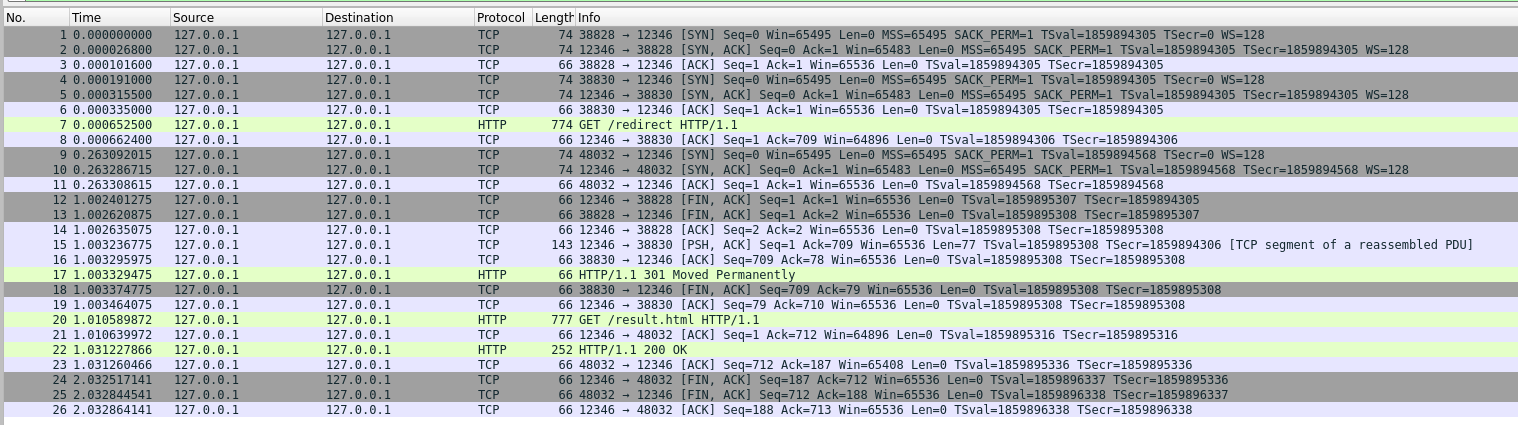 No. Time Source Destination Protocol Length Info
1 0.000000000 127.0.0.1 127.0.0.1 TCP 74 38828 → 12346 [SYN] Seq=0 Win=65495 Len=0 MSS=65495 SACK_PERM=1 TSval=1859894305 TSecr=0 WS=128
2 0.000026800 127.0.0.1 127.0.0.1 TCP 74 12346 → 38828 [SYN, ACK] Seq=0 Ack=1 Win=65483 Len=0 MSS=65495 SACK_PERM=1 TSval=1859894305 TSecr=1859894305 WS=128
3 0.000101600 127.0.0.1 127.0.0.1 TCP 66 38828 → 12346 [ACK] Seq=1 Ack=1 Win=65536 Len=0 TSval=1859894305 TSecr=1859894305
4 0.000191000 127.0.0.1 127.0.0.1 TCP 74 38830 → 12346 [SYN] Seq=0 Win=65495 Len=0 MSS=65495 SACK_PERM=1 TSval=1859894305 TSecr=0 WS=128
5 0.000315500 127.0.0.1 127.0.0.1 TCP 74 12346 → 38830 [SYN, ACK] Seq=0 Ack=1 Win=65483 Len=0 MSS=65495 SACK_PERM=1 TSval=1859894305 TSecr=1859894305 WS=128
6 0.000335000 127.0.0.1 127.0.0.1 TCP 66 38830 → 12346 [ACK] Seq=1 Ack=1 Win=65536 Len=0 TSval=1859894305 TSecr=1859894305
7 0.000652500 127.0.0.1 127.0.0.1 HTTP 774 GET /redirect HTTP/1.1
8 0.000662400 127.0.0.1 127.0.0.1 TCP 66 12346 → 38830 [ACK] Seq=1 Ack=709 Win=64896 Len=0 TSval=1859894306 TSecr=1859894306
9 0.263092015 127.0.0.1 127.0.0.1 TCP 74 48032 → 12346 [SYN] Seq=0 Win=65495 Len=0 MSS=65495 SACK_PERM=1 TSval=1859894568 TSecr=0 WS=128
10 0.263286715 127.0.0.1 127.0.0.1 TCP 74 12346 → 48032 [SYN, ACK] Seq=0 Ack=1 Win=65483 Len=0 MSS=65495 SACK_PERM=1 TSval=1859894568 TSecr=1859894568 WS=128
11 0.263308615 127.0.0.1 127.0.0.1 TCP 66 48032 → 12346 [ACK] Seq=1 Ack=1 Win=65536 Len=0 TSval=1859894568 TSecr=1859894568
12 1.002401275 127.0.0.1 127.0.0.1 TCP 66 12346 → 38828 [FIN, ACK] Seq=1 Ack=1 Win=65536 Len=0 TSval=1859895307 TSecr=1859894305
13 1.002620875 127.0.0.1 127.0.0.1 TCP 66 38828 → 12346 [FIN, ACK] Seq=1 Ack=2 Win=65536 Len=0 TSval=1859895308 TSecr=1859895307
14 1.002635075 127.0.0.1 127.0.0.1 TCP 66 12346 → 38828 [ACK] Seq=2 Ack=2 Win=65536 Len=0 TSval=1859895308 TSecr=1859895308
15 1.003236775 127.0.0.1 127.0.0.1 TCP 143 12346 → 38830 [PSH, ACK] Seq=1 Ack=709 Win=65536 Len=77 TSval=1859895308 TSecr=1859894306 [TCP segment of a reassembled PDU]
16 1.003295975 127.0.0.1 127.0.0.1 TCP 66 38830 → 12346 [ACK] Seq=709 Ack=78 Win=65536 Len=0 TSval=1859895308 TSecr=1859895308
17 1.003329475 127.0.0.1 127.0.0.1 HTTP 66 HTTP/1.1 301 Moved Permanently
18 1.003374775 127.0.0.1 127.0.0.1 TCP 66 38830 → 12346 [FIN, ACK] Seq=709 Ack=79 Win=65536 Len=0 TSval=1859895308 TSecr=1859895308
19 1.003464075 127.0.0.1 127.0.0.1 TCP 66 12346 → 38830 [ACK] Seq=79 Ack=710 Win=65536 Len=0 TSval=1859895308 TSecr=1859895308
20 1.010589872 127.0.0.1 127.0.0.1 HTTP 777 GET /result.html HTTP/1.1
21 1.010639972 127.0.0.1 127.0.0.1 TCP 66 12346 → 48032 [ACK] Seq=1 Ack=712 Win=64896 Len=0 TSval=1859895316 TSecr=1859895316
22 1.031227866 127.0.0.1 127.0.0.1 HTTP 252 HTTP/1.1 200 OK
23 1.031260466 127.0.0.1 127.0.0.1 TCP 66 48032 → 12346 [ACK] Seq=712 Ack=187 Win=65408 Len=0 TSval=1859895336 TSecr=1859895336
24 2.032517141 127.0.0.1 127.0.0.1 TCP 66 12346 → 48032 [FIN, ACK] Seq=187 Ack=712 Win=65536 Len=0 TSval=1859896337 TSecr=1859895336
25 2.032844541 127.0.0.1 127.0.0.1 TCP 66 48032 → 12346 [FIN, ACK] Seq=712 Ack=188 Win=65536 Len=0 TSval=1859896338 TSecr=1859896337
26 2.032864141 127.0.0.1 127.0.0.1 TCP 66 12346 → 48032 [ACK] Seq=188 Ack=713 Win=65536 Len=0 TSval=1859896338 TSecr=1859896338